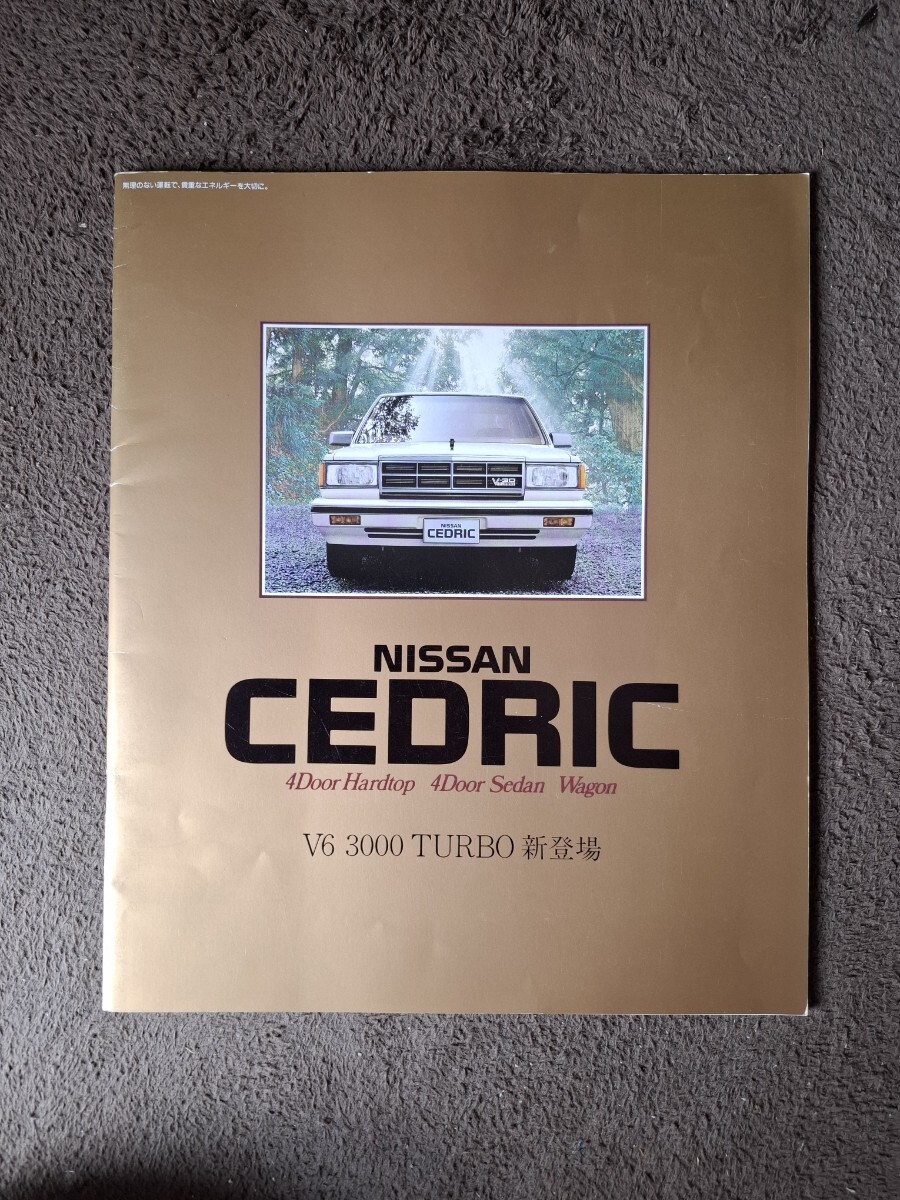 無理のない運転で、貴重なエネルギーを大切に。
V-30
NISSAN
CEDRIC
NISSAN
CEDRIC
4Door Hardtop 4Door Sedan Wagon
V6 3000 TURBO 新登場